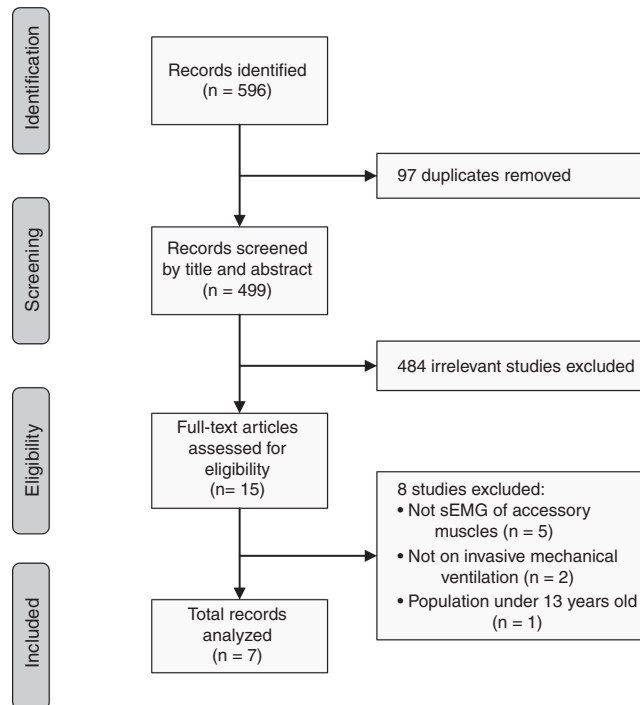 Identification
Records identified
(n = 596)
97 duplicates removed
Screening
Records screened
by title and abstract
(n = 499)
484 irrelevant studies excluded
Eligibility
Full-text articles
assessed for
eligibility
(n= 15)
8 studies excluded:
• Not sEMG of accessory
muscles (n = 5)
• Not on invasive mechanical
ventilation (n = 2)
• Population under 13 years old
(n = 1)
Included
Total records
analyzed
(n = 7)